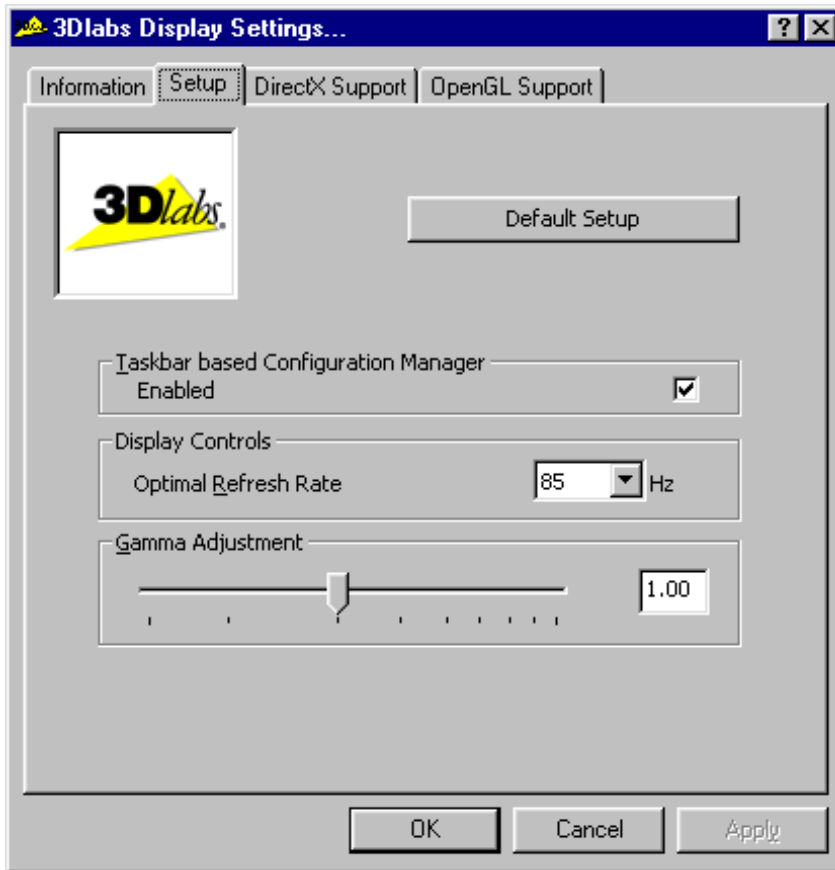 3Dlabs Display Settings...
Information Setup DirectX Support OpenGL Support
3Dlabs®
Default Setup
Taskbar based Configuration Manager
Enabled
Display Controls
Optimal Refresh Rate 85 Hz
Gamma Adjustment
1.00
OK Cancel Apply